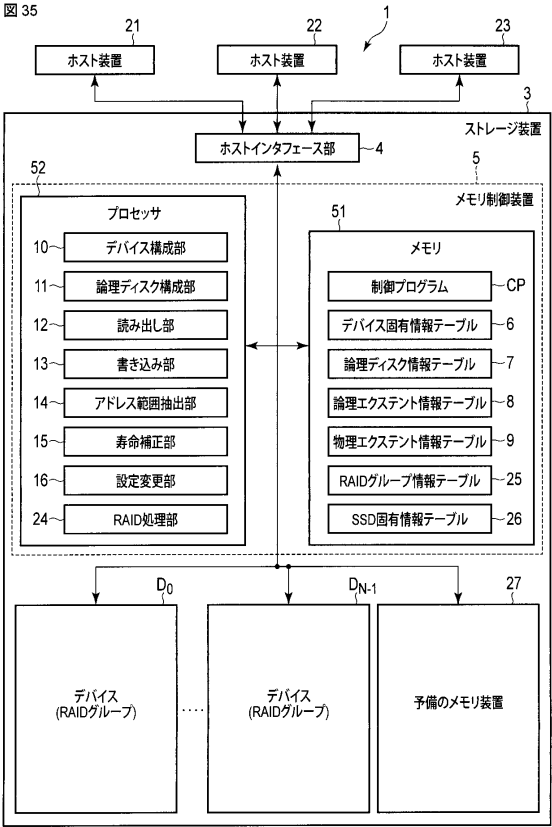 図 35
21
22
1
23
ホスト装置
ホスト装置
ホスト装置
3
ストレージ装置
ホストインタフェース部
4
5
メモリ制御装置
52
プロセッサ
10
デバイス構成部
11
論理ディスク構成部
12
読み出し部
13
書き込み部
14
アドレス範囲抽出部
15
寿命補正部
16
設定変更部
24
RAID処理部
51
メモリ
制御プログラム
CP
デバイス固有情報テーブル
6
論理ディスク情報テーブル
7
論理エクステント情報テーブル
8
物理エクステント情報テーブル
9
RAIDグループ情報テーブル
25
SSD固有情報テーブル
26
D0
デバイス
(RAIDグループ)
....
DN-1
デバイス
(RAIDグループ)
27
予備のメモリ装置